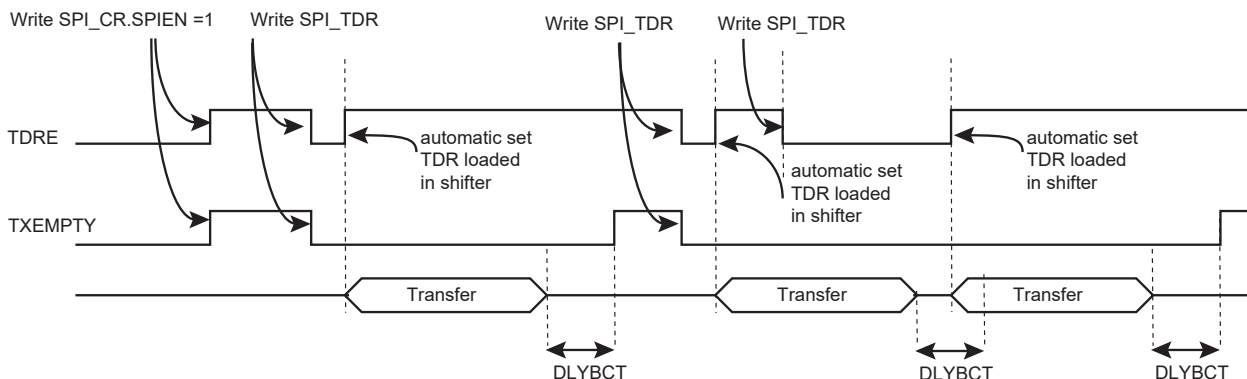 Write SPI_CR.SPIEN =1
Write SPI_TDR
Write SPI_TDR
Write SPI_TDR
TDRE
automatic set
TDR loaded
in shifter
automatic set
TDR loaded
in shifter
automatic set
TDR loaded
in shifter
TXEMPTY
Transfer
Transfer
Transfer
DLYBCT
DLYBCT
DLYBCT